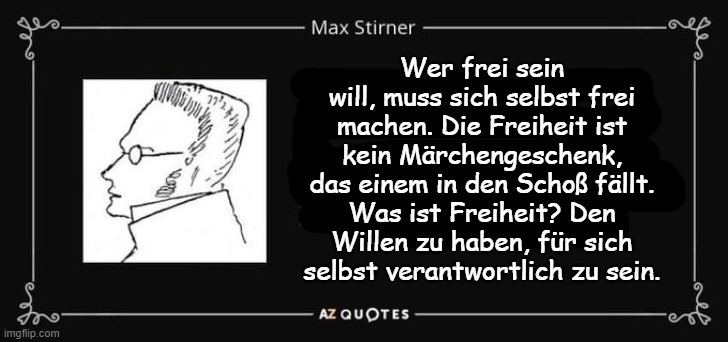 Max Stirner
Wer frei sein
will, muss sich selbst frei
machen. Die Freiheit ist
kein Märchengeschenk,
das einem in den Schoß fällt.
Was ist Freiheit? Den
Willen zu haben, für sich
selbst verantwortlich zu sein.
AZ QUOTES
imgflip.com